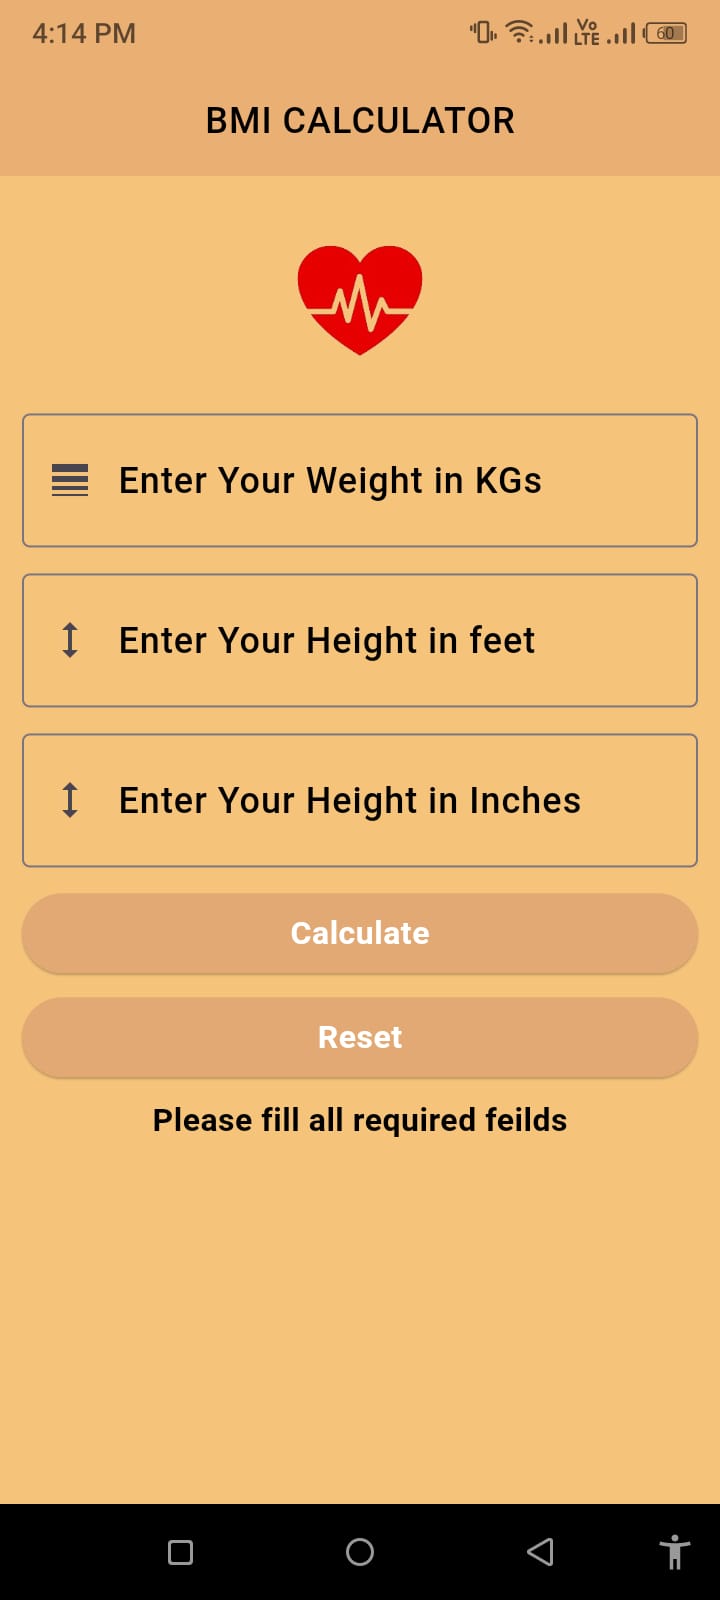 4:14 PM
Vo
LTE
60
BMI CALCULATOR
Enter Your Weight in KGs
Enter Your Height in feet
Enter Your Height in Inches
Calculate
Reset
Please fill all required feilds